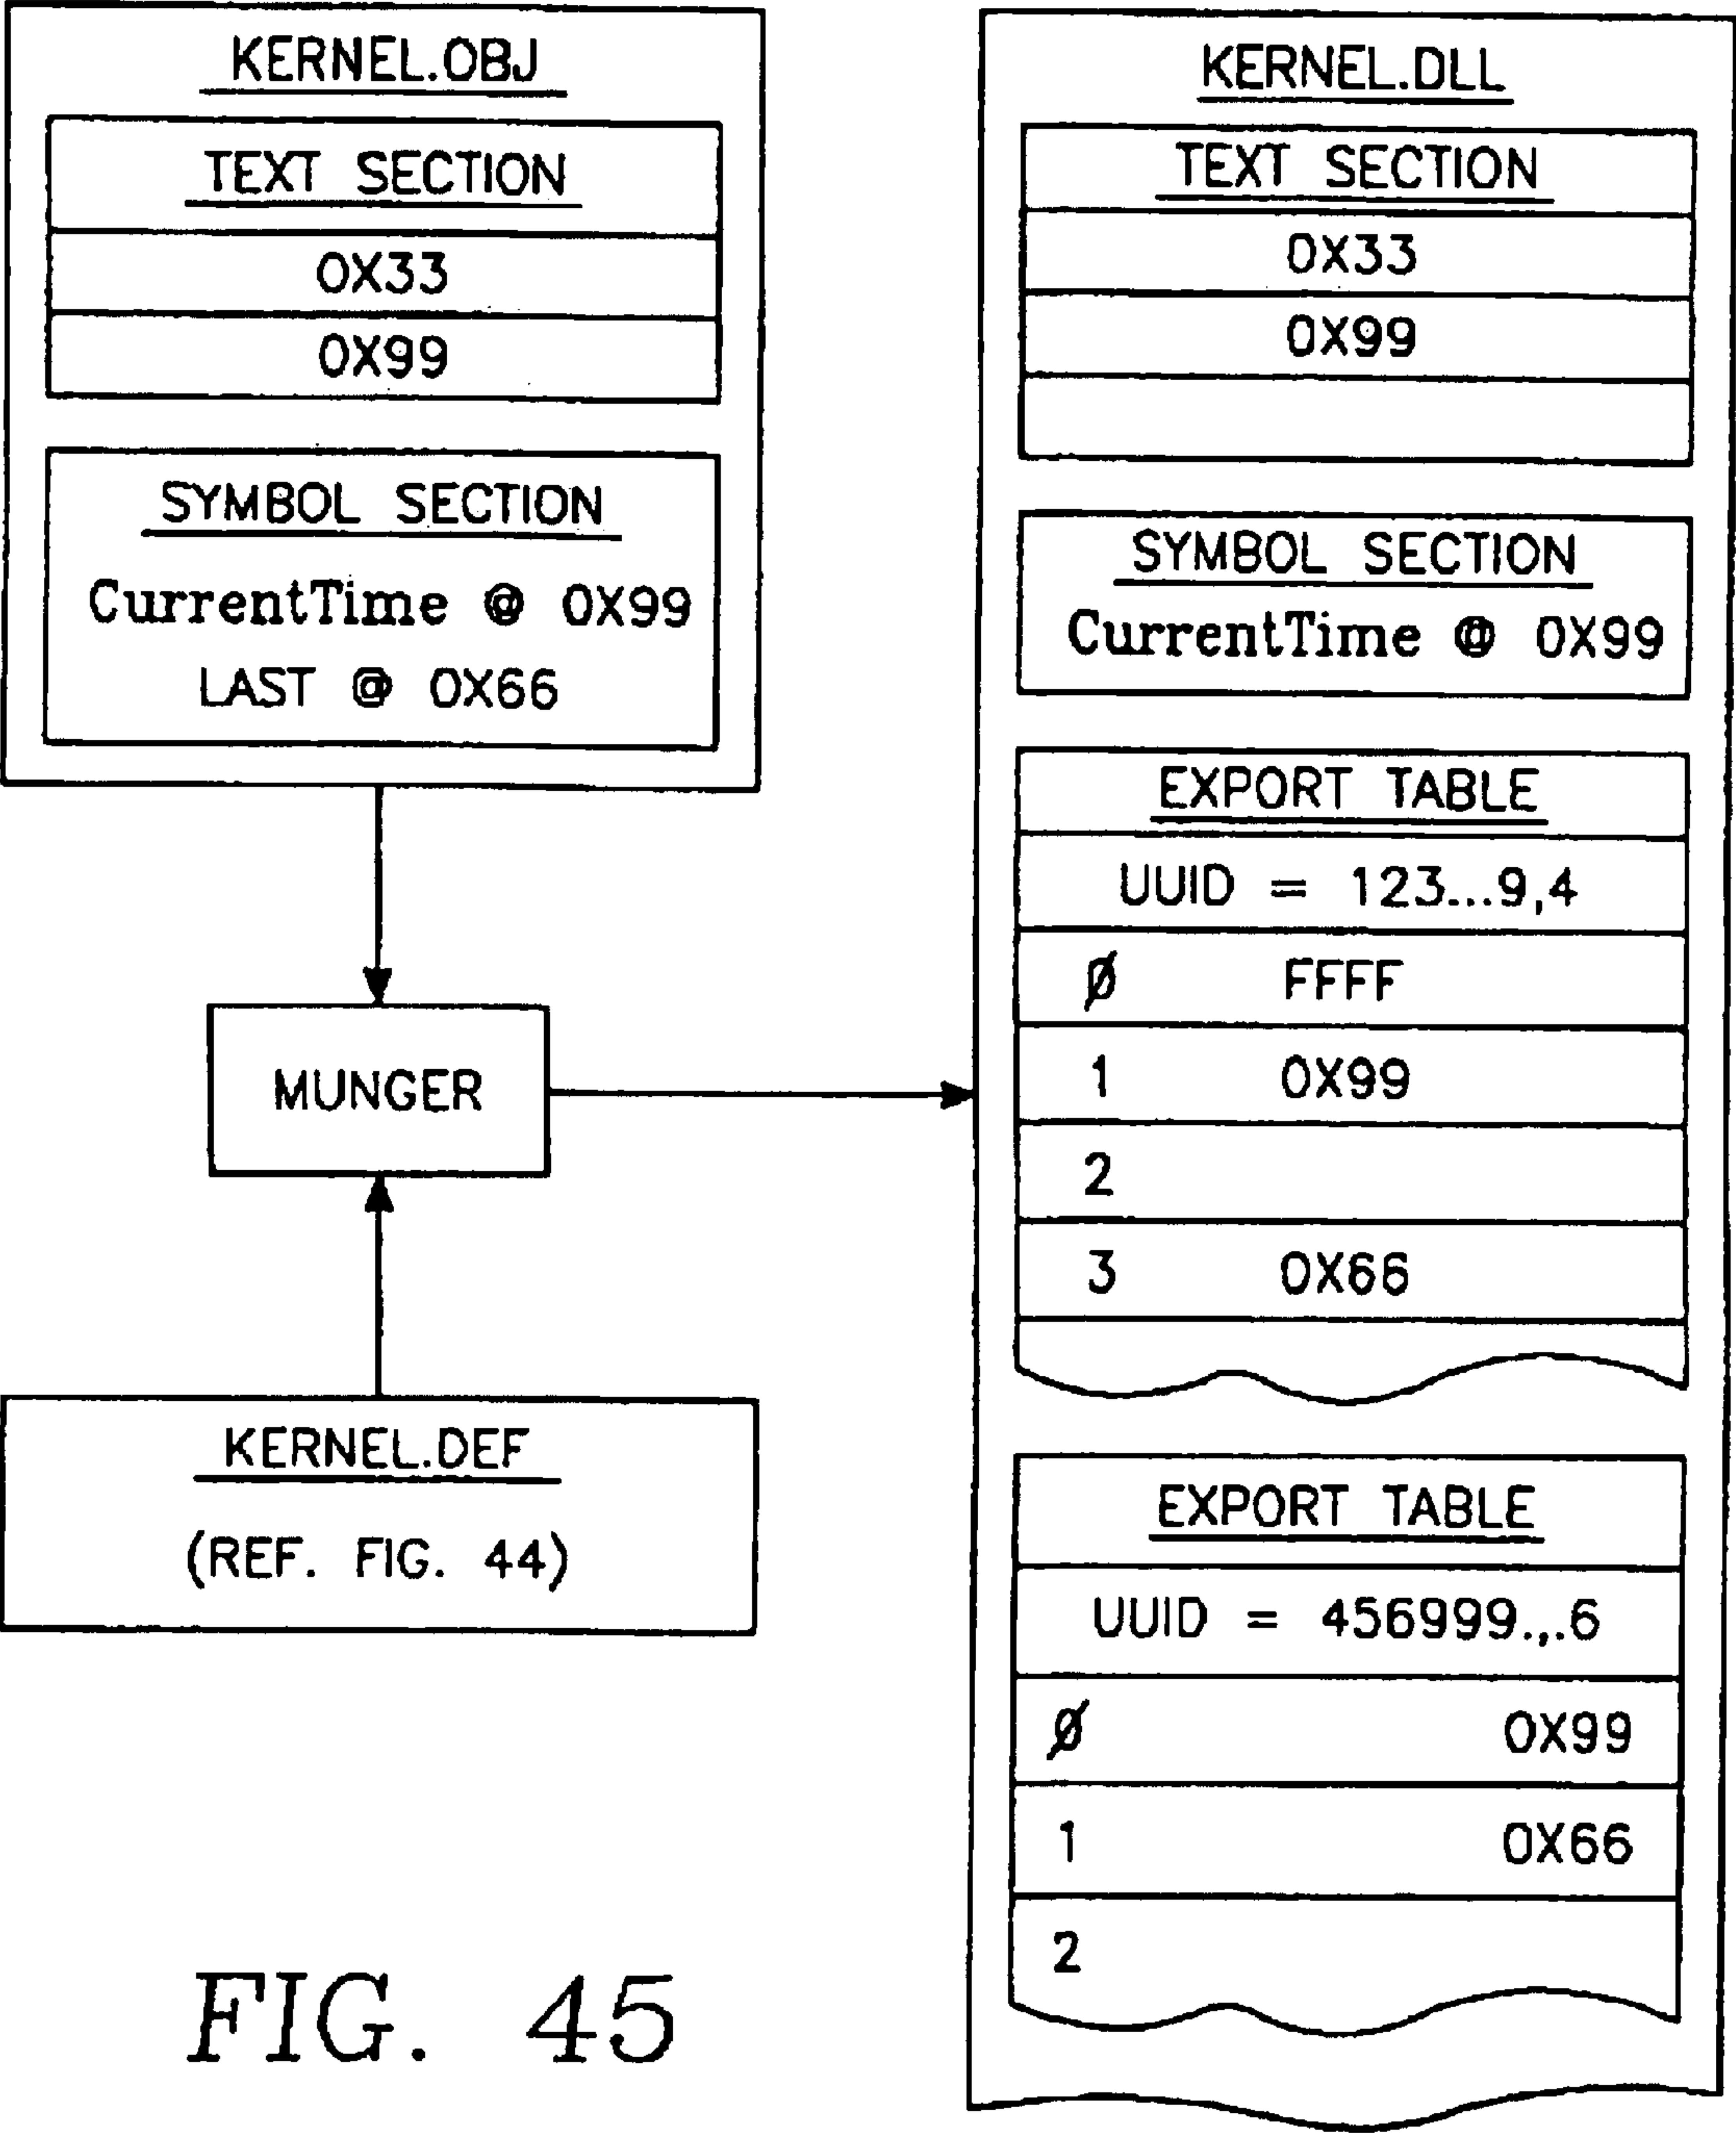 KERNEL.OBJ
TEXT SECTION
0X33
0X99
SYMBOL SECTION
CurrentTime @ 0X99
LAST @ 0X66
MUNGER
KERNEL.DEF
(REF. FIG. 44)
KERNEL.DLL
TEXT SECTION
0X33
0X99
SYMBOL SECTION
CurrentTime @ 0X99
EXPORT TABLE
UUID = 123...9,4
Ø FFFF
1 0X99
2
3 0X66
EXPORT TABLE
UUID = 456999.,.6
Ø 0X99
1 0X66
2
FIG. 45